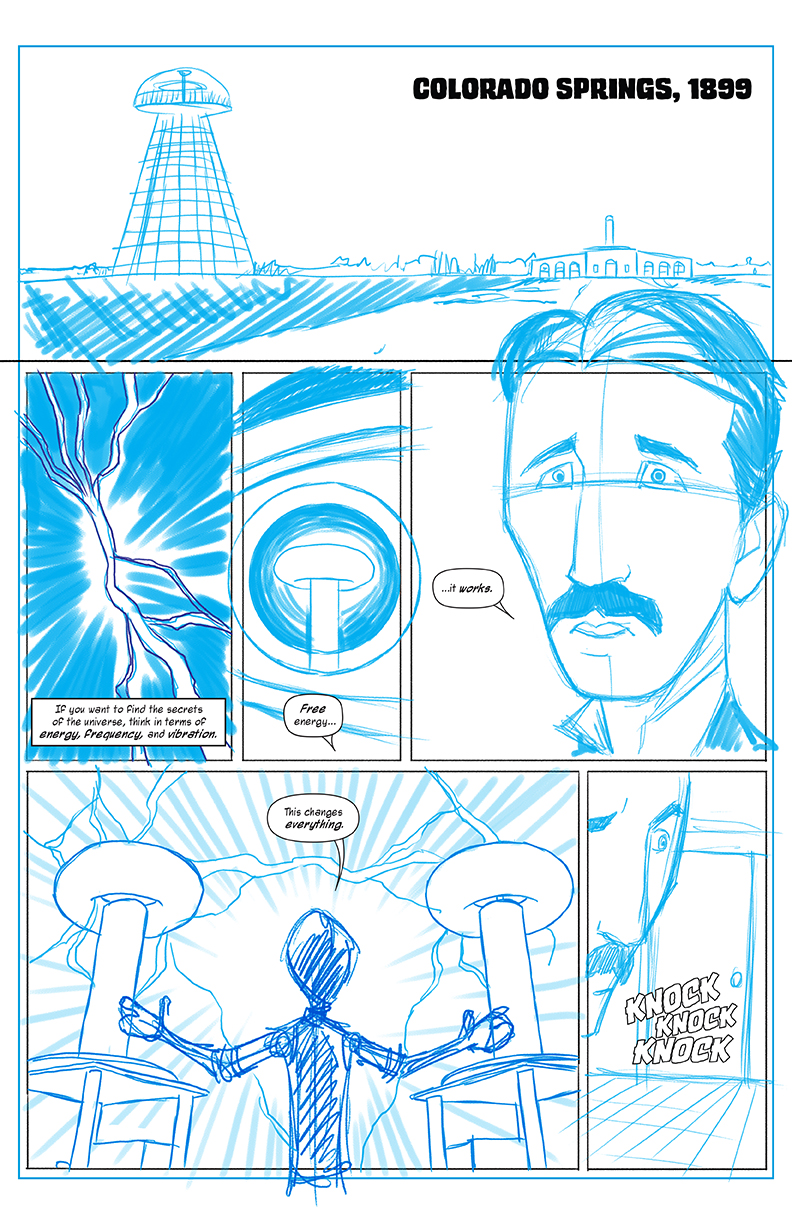 COLORADO SPRINGS, 1899
If you want to find the secrets
of the universe, think in terms of
energy, frequency, and vibration.
Free
energy...
...it works.
This changes
everything.
KNOCK
KNOCK
KNOCK